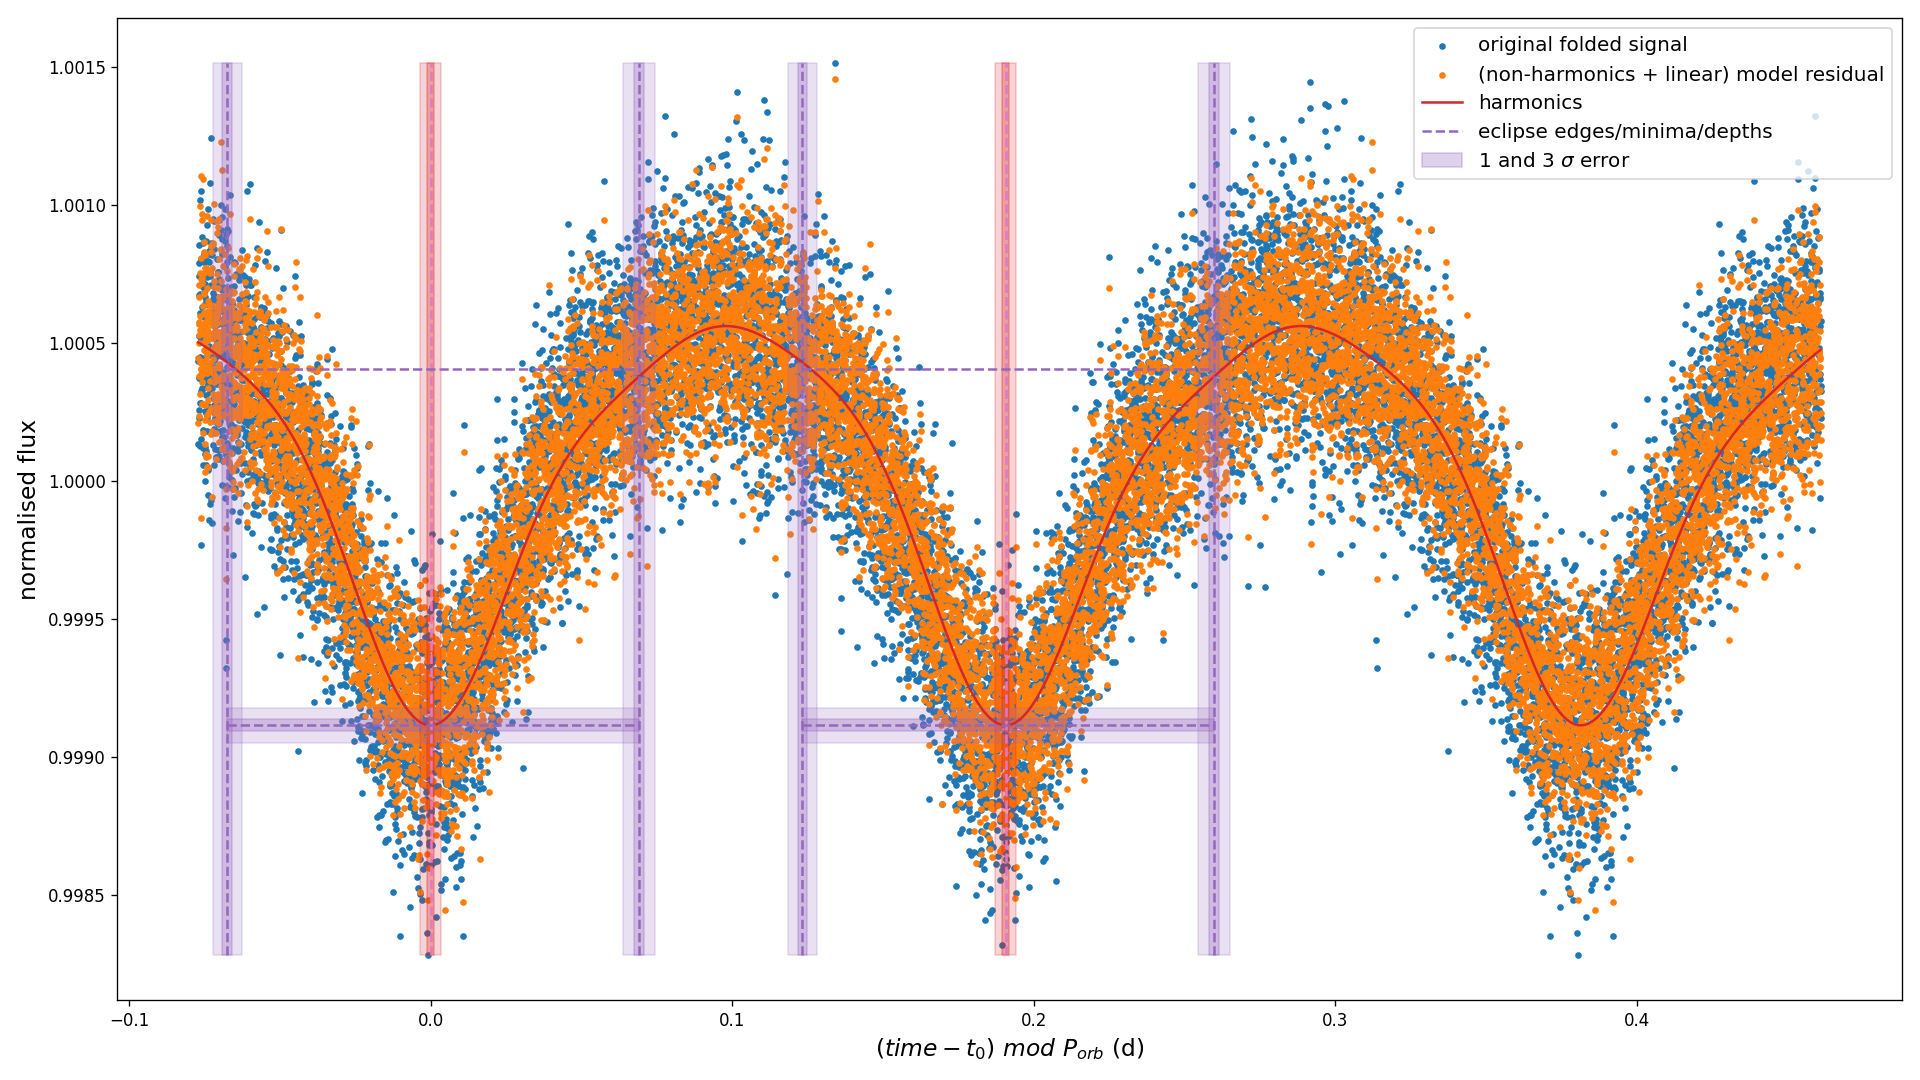 original folded signal
(non-harmonics + linear) model residual
harmonics
eclipse edges/minima/depths
1 and 3 σ error
1.0015
1.0010
1.0005
1.0000
0.9995
0.9990
0.9985
normalised flux
−0.1 0.0 0.1 0.2 0.3 0.4
(time − t₀) mod Pₒᵣb (d)